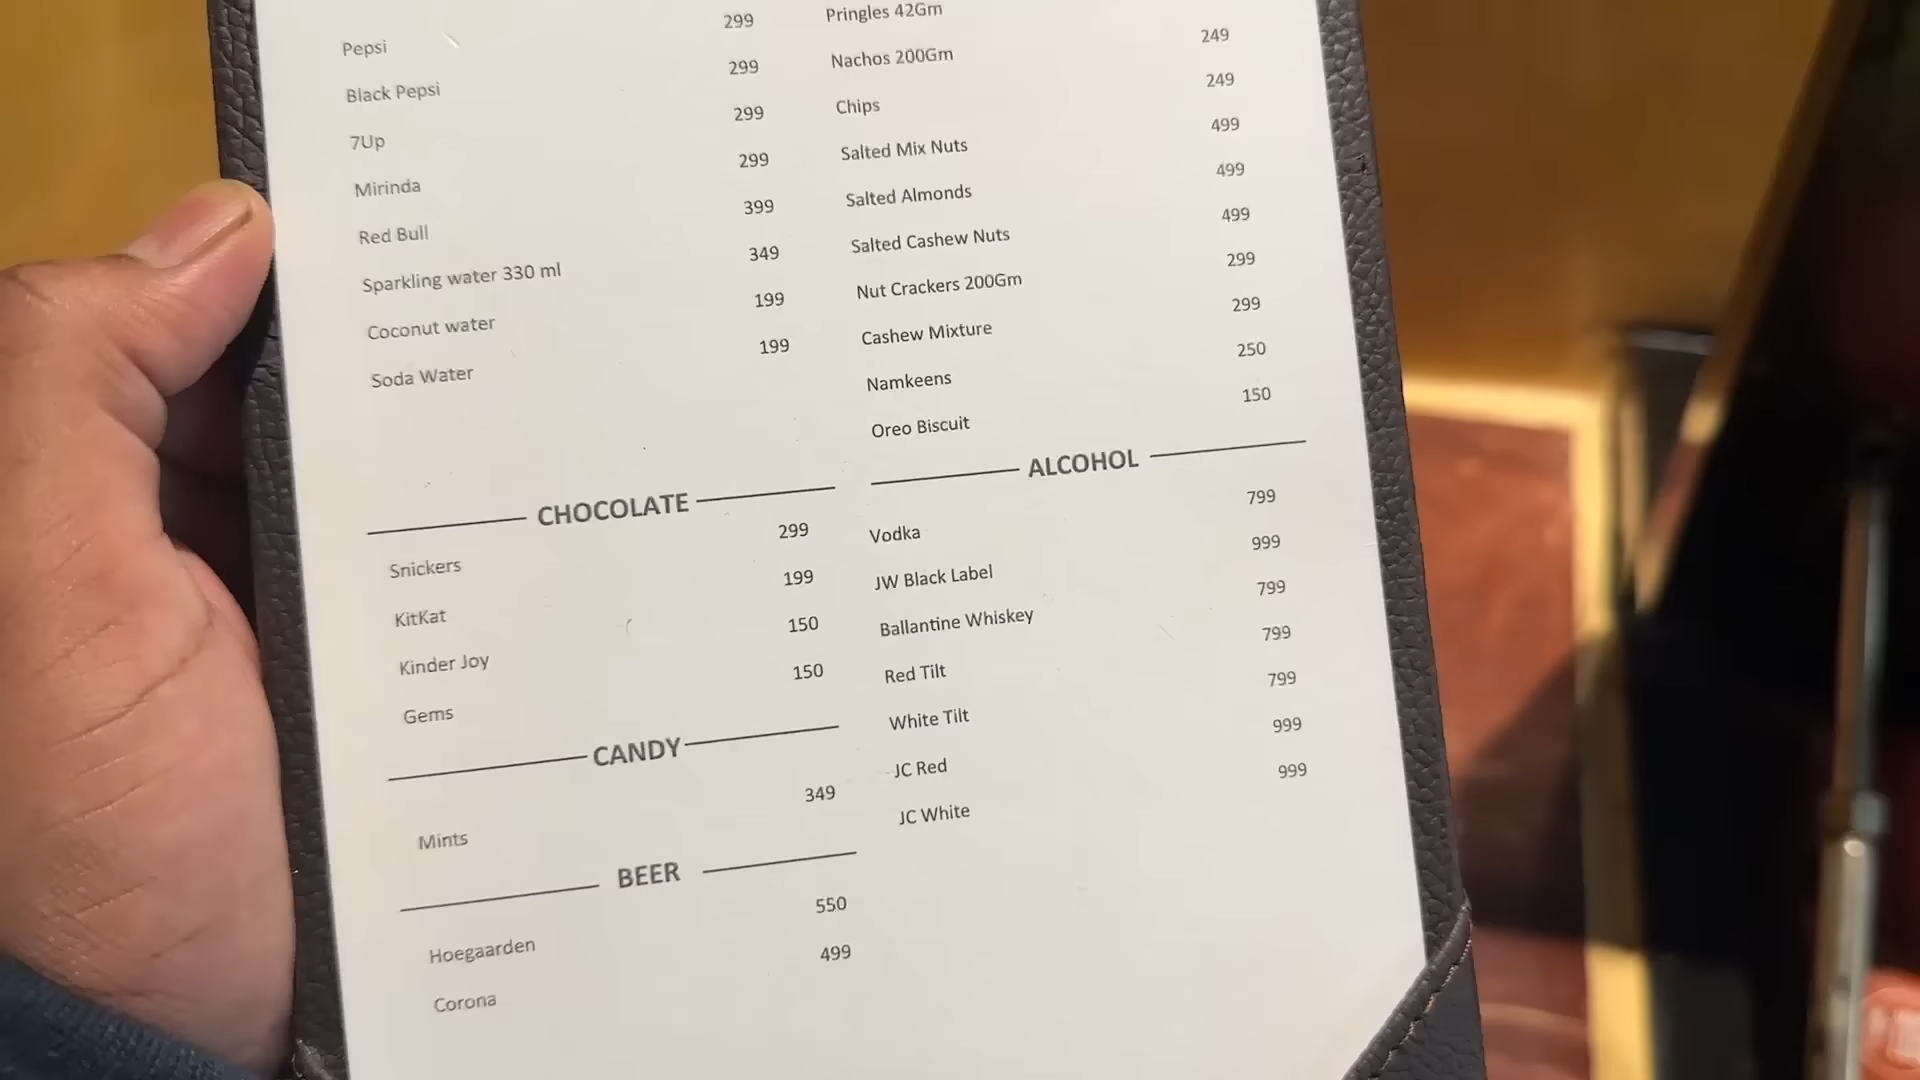 Pepsi 299
Black Pepsi 299
7Up 299
Mirinda 299
Red Bull 399
Sparkling water 330 ml 349
Coconut water 199
Soda Water 199
CHOCOLATE
Snickers 299
KitKat 199
Kinder Joy 150
Gems 150
CANDY
Mints 349
BEER
Hoegaarden 550
Corona 499
Pringles 42Gm
Nachos 200Gm 249
Chips 249
Salted Mix Nuts 499
Salted Almonds 499
Salted Cashew Nuts 499
Nut Crackers 200Gm 299
Cashew Mixture 299
Namkeens 250
Oreo Biscuit 150
ALCOHOL
Vodka 799
JW Black Label 999
Ballantine Whiskey 799
Red Tilt 799
White Tilt 799
JC Red 999
JC White 999